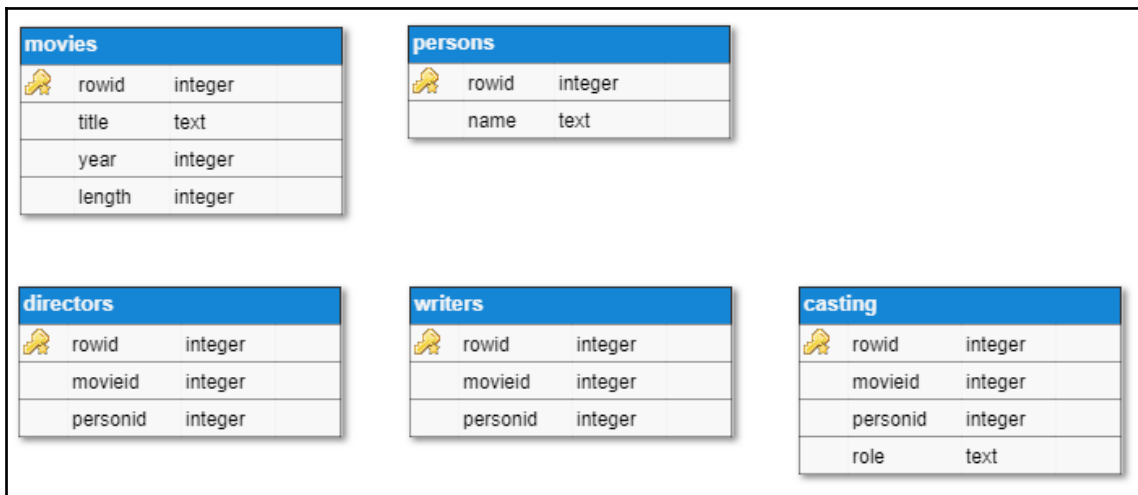 movies
rowid integer
title text
year integer
length integer
persons
rowid integer
name text
directors
rowid integer
movieid integer
personid integer
writers
rowid integer
movieid integer
personid integer
casting
rowid integer
movieid integer
personid integer
role text